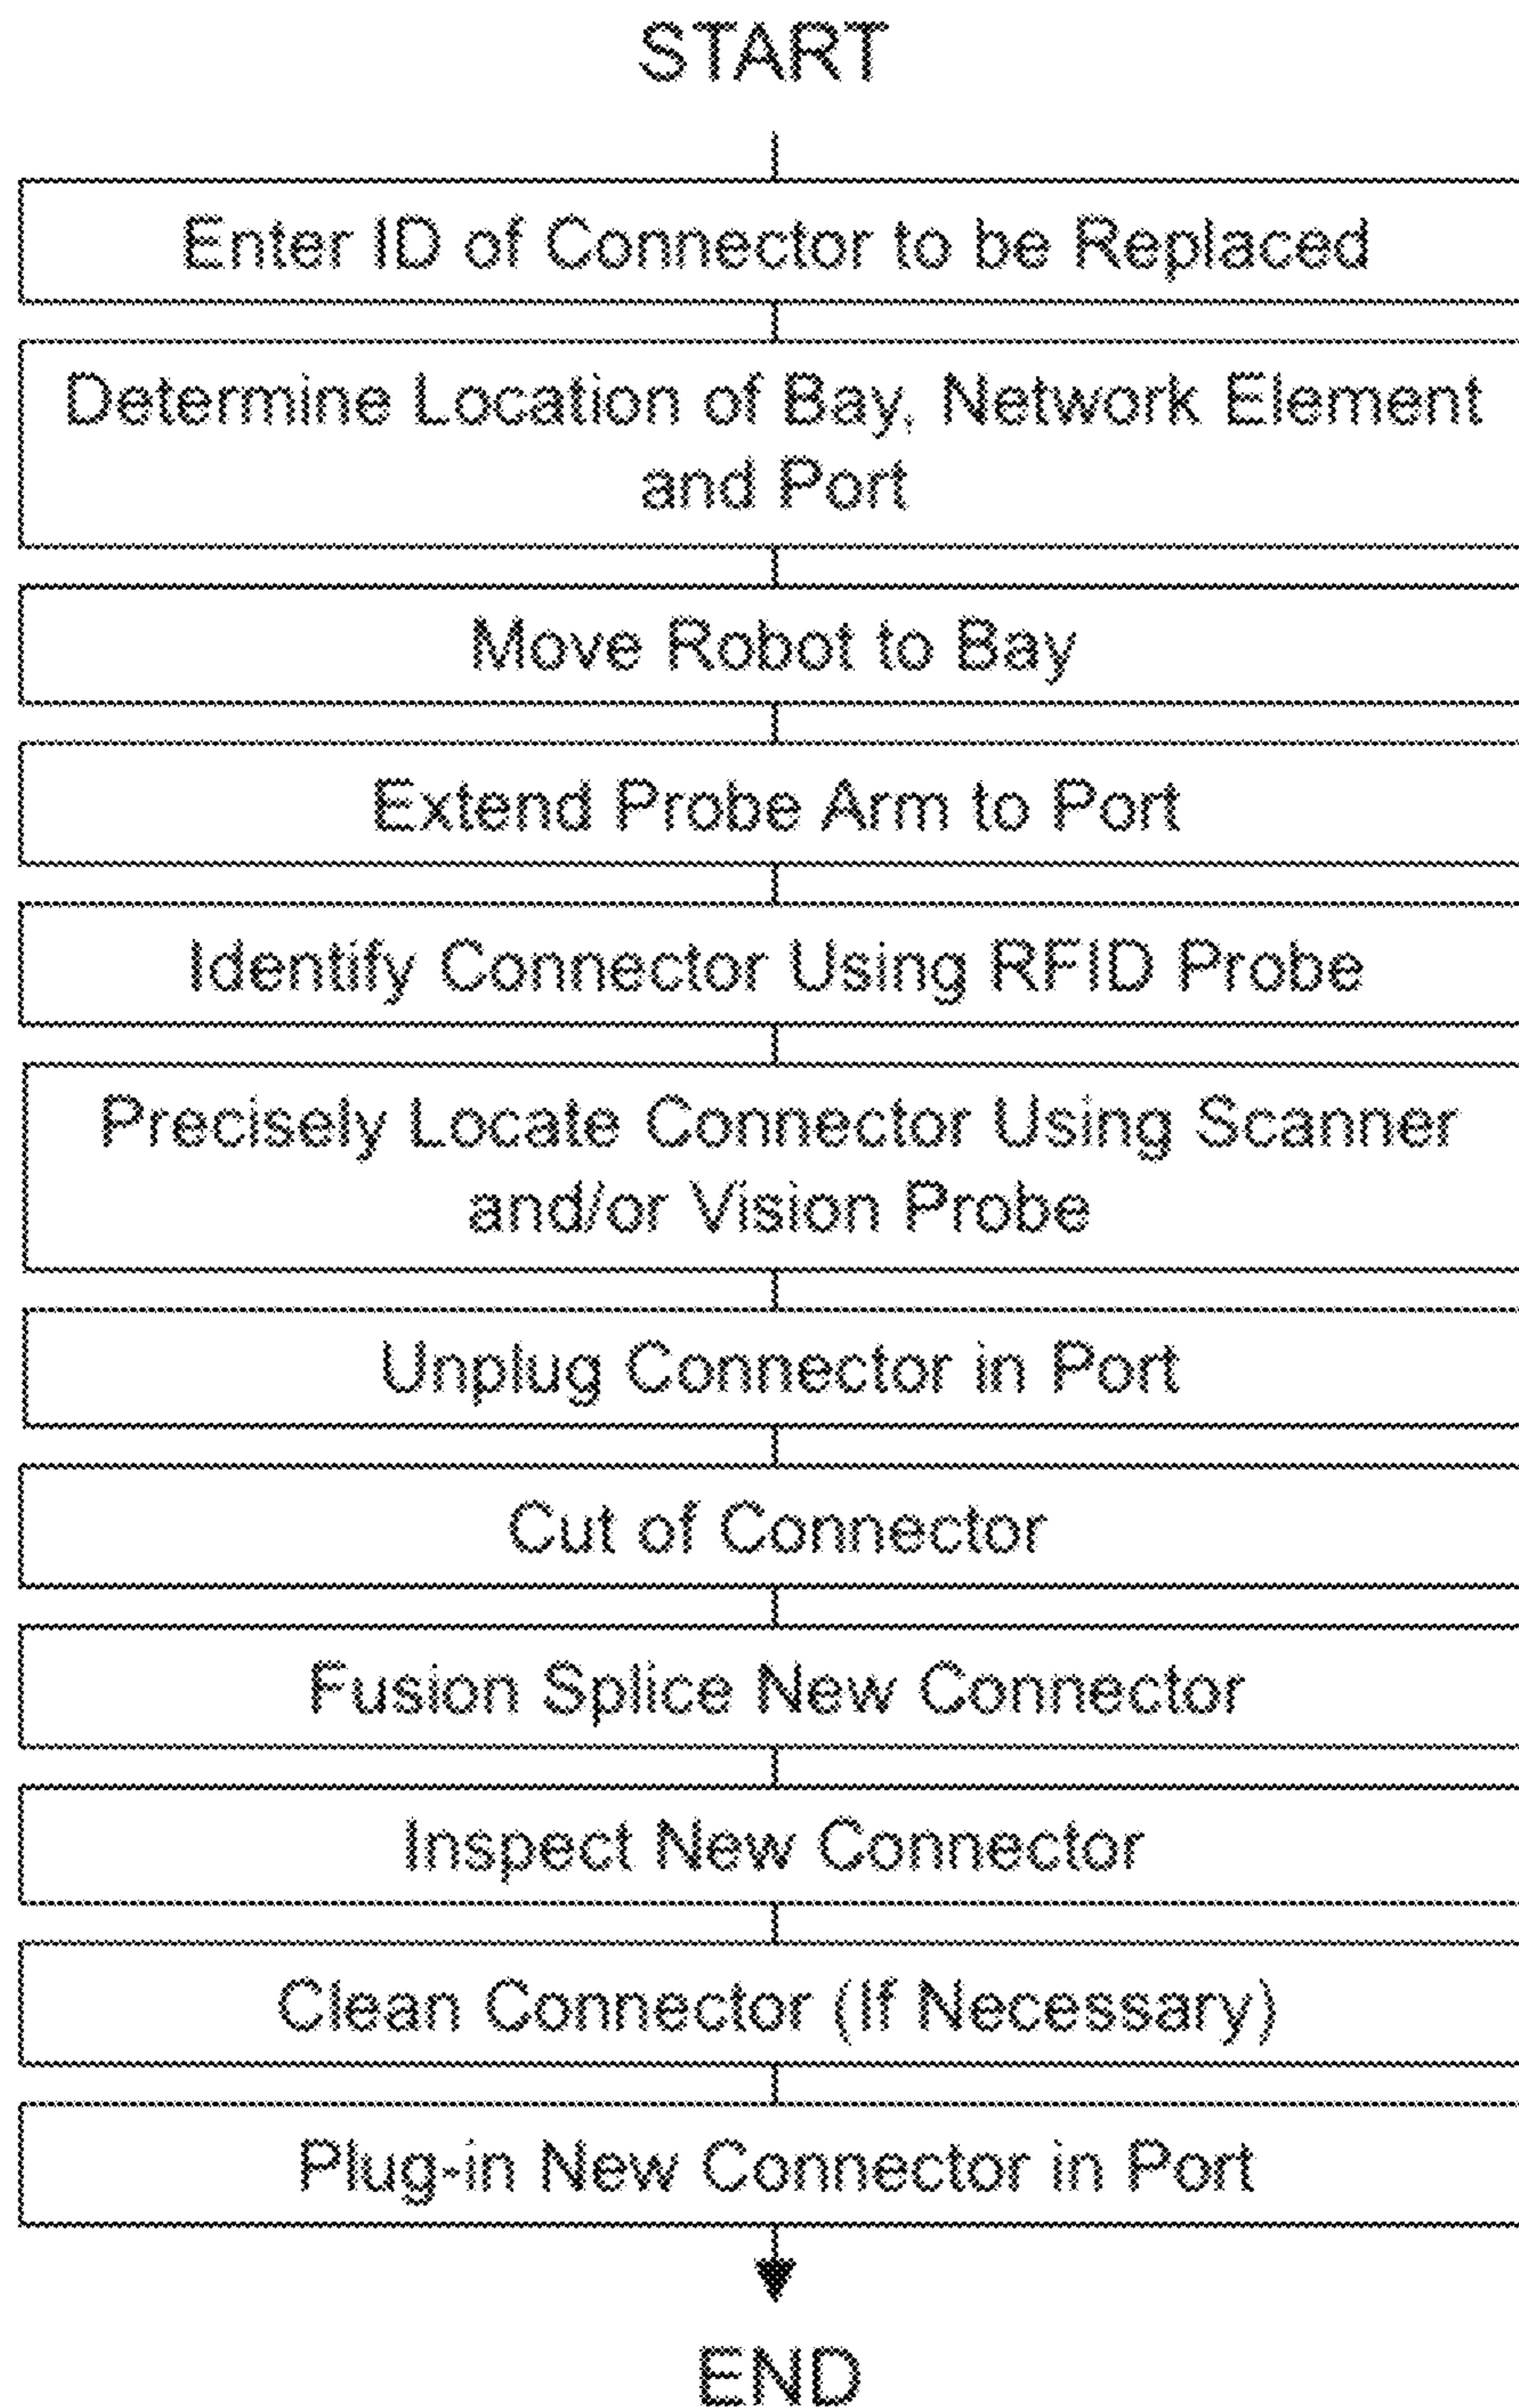 START
Enter ID of Connector to be Replaced
Determine Location of Bay, Network Element
and Port
Move Robot to Bay
Extend Probe Arm to Port
Identify Connector Using RFID Probe
Precisely Locate Connector Using Scanner
and/or Vision Probe
Unplug Connector in Port
Cut of Connector
Fusion Splice New Connector
Inspect New Connector
Clean Connector (If Necessary)
Plug-in New Connector in Port
END